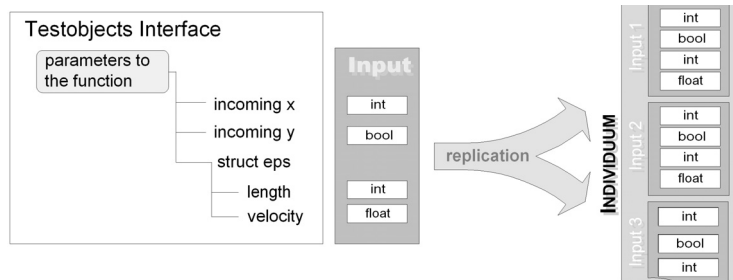 Testobjects Interface
parameters to
the function
incoming x
incoming y
struct eps
length
velocity
Input
int
bool
int
float
replication
INDIVIDUUM
Input 1
int
bool
int
float
Input 2
int
bool
int
float
Input 3
int
bool
int